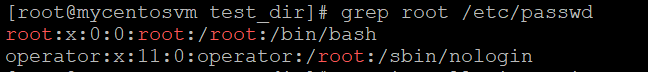 [root@mycentosvm test_dir]# grep root /etc/passwd
root:x:0:0:root:/root:/bin/bash
operator:x:11:0:operator:/root:/sbin/nologin